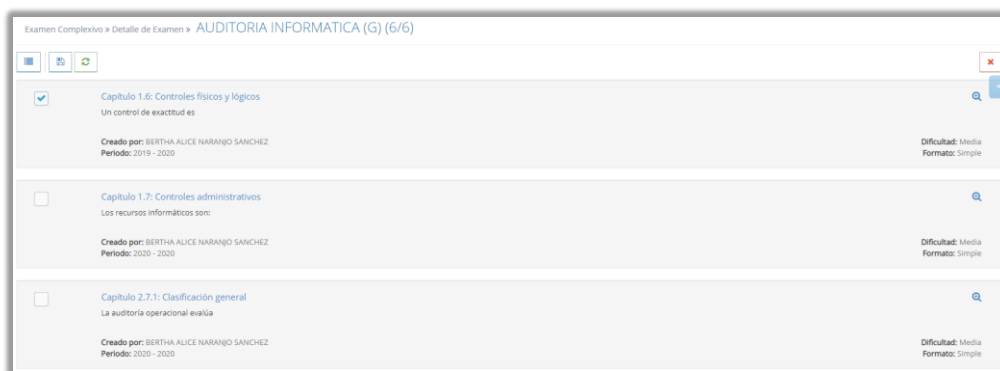 Examen Complexivo » Detalle de Examen » AUDITORIA INFORMATICA (G) (6/6)
Capítulo 1.6: Controles físicos y lógicos
Un control de exactitud es
Creado por: BERTHA ALICE NARANJO SANCHEZ
Dificultad: Media
Periodo: 2019 - 2020
Formato: Simple
Capítulo 1.7: Controles administrativos
Los recursos informáticos son:
Creado por: BERTHA ALICE NARANJO SANCHEZ
Dificultad: Media
Periodo: 2020 - 2020
Formato: Simple
Capítulo 2.7.1: Clasificación general
La auditoría operacional evalúa
Creado por: BERTHA ALICE NARANJO SANCHEZ
Dificultad: Media
Periodo: 2020 - 2020
Formato: Simple